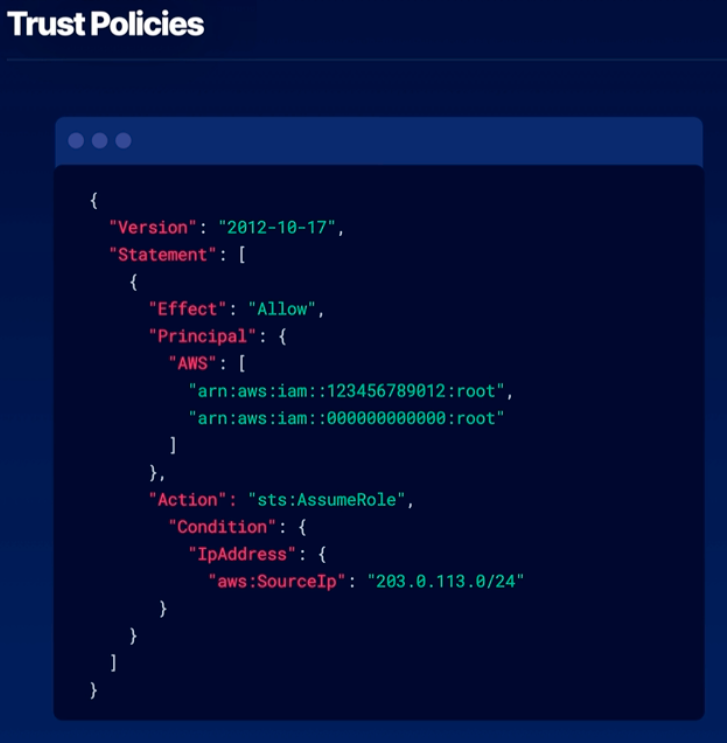 Trust Policies
{
  "Version": "2012-10-17",
  "Statement": [
    {
      "Effect": "Allow",
      "Principal": {
        "AWS": [
          "arn:aws:iam::123456789012:root",
          "arn:aws:iam::000000000000:root"
        ]
      },
      "Action": "sts:AssumeRole",
        "Condition": {
          "IpAddress": {
            "aws:SourceIp": "203.0.113.0/24"
       }
    }
  ]
}